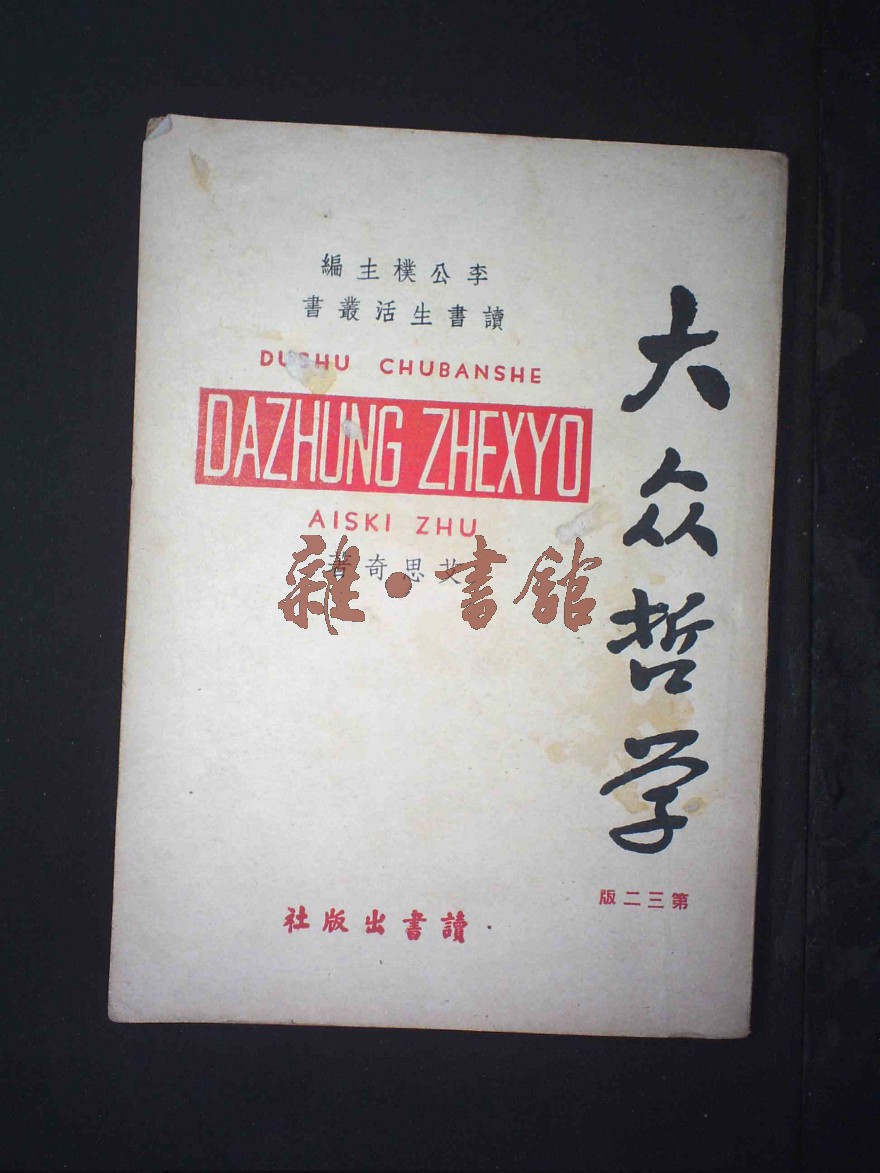 大众哲学
李公樸主編
讀書生活叢書
DUSHU CHUBANSHE
DAZHUNG ZHEXYO
AISKI ZHU
艾思奇著
雜·書館
第三二版
讀書出版社